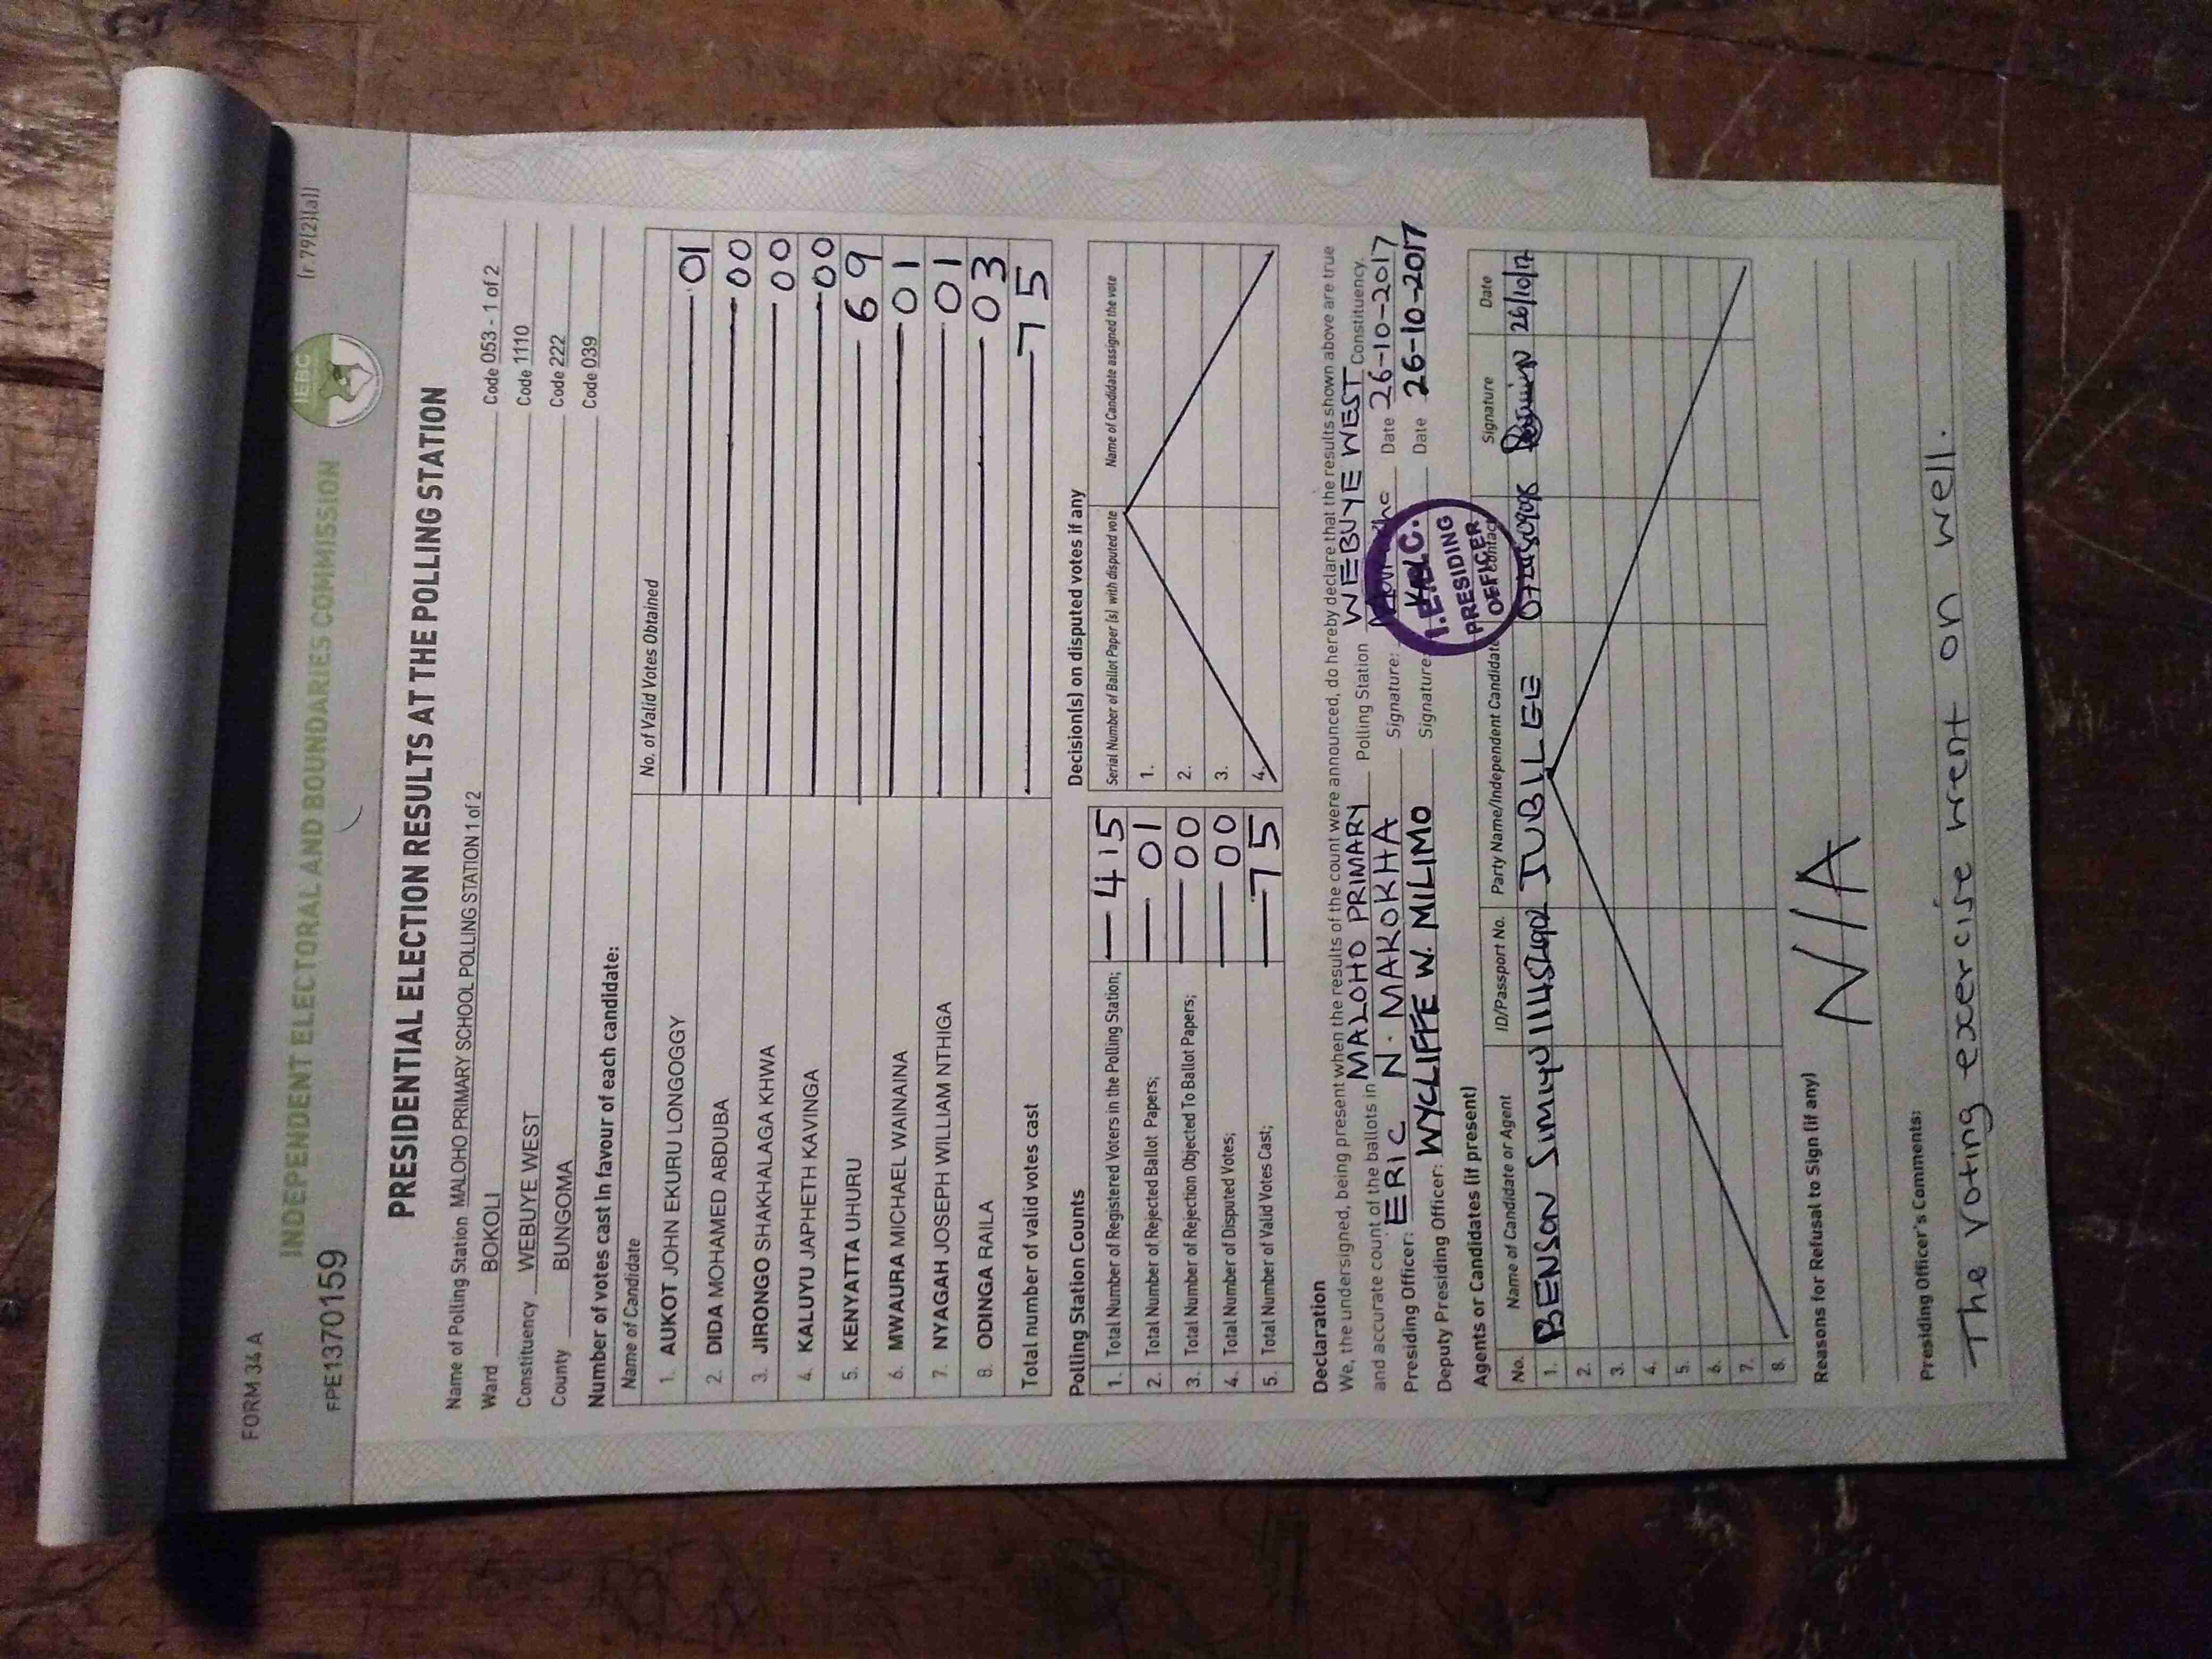 FORM 34A (r.79(2)(a))
IEBC
INDEPENDENT ELECTORAL AND BOUNDARIES COMMISSION
FPE1370159
PRESIDENTIAL ELECTION RESULTS AT THE POLLING STATION
Name of Polling Station MALOHO PRIMARY SCHOOL POLLING STATION 1 of 2 Code 053 - 1 of 2
Ward BOKOLI Code 1110
Constituency WEBUYE WEST Code 222
County BUNGOMA Code 039
Number of votes cast in favour of each candidate:
Name of Candidate No. of Valid Votes Obtained
1. AUKOT JOHN EKURU LONGOGGY 01
2. DIDA MOHAMED ABDUBA 00
3. JIRONGO SHAKHALAGA KHWA 00
4. KALUYU JAPHETH KAVINGA 00
5. KENYATTA UHURU 69
6. MWAURA MICHAEL WAINAINA 01
7. NYAGAH JOSEPH WILLIAM NTHIGA 01
8. ODINGA RAILA 03
Total number of valid votes cast 75
Polling Station Counts
1. Total Number of Registered Voters in the Polling Station; 415
2. Total Number of Rejected Ballot Papers; 01
3. Total Number of Rejection Objected To Ballot Papers; 00
4. Total Number of Disputed Votes; 00
5. Total Number of Valid Votes Cast; 75
Decision(s) on disputed votes if any
Serial Number of Ballot Paper (s) with disputed vote Name of Candidate assigned the vote
1.
2.
3.
4.
Declaration
We, the undersigned, being present when the results of the count were announced, do hereby declare that the results shown above are true
and accurate count of the ballots in MALOHO PRIMARY Polling Station WEBUYE WEST Constituency.
Presiding Officer: ERIC N. MAKOKHA Signature: Date 26-10-2017
Deputy Presiding Officer: WYCLIFFE W. MILIMO Signature: Date 26-10-2017
I.E.B.C.
PRESIDING
OFFICER
Agents or Candidates (if present)
No. Name of Candidate or Agent ID/Passport No. Party Name/Independent Candidate Contact Signature Date
1. BENSON Simiyu JUBILEE 26/10/17
2.
3.
4.
5.
6.
7.
8.
Reasons for Refusal to Sign (if any)
N/A
Presiding Officer's Comments:
The voting exercise went on well.